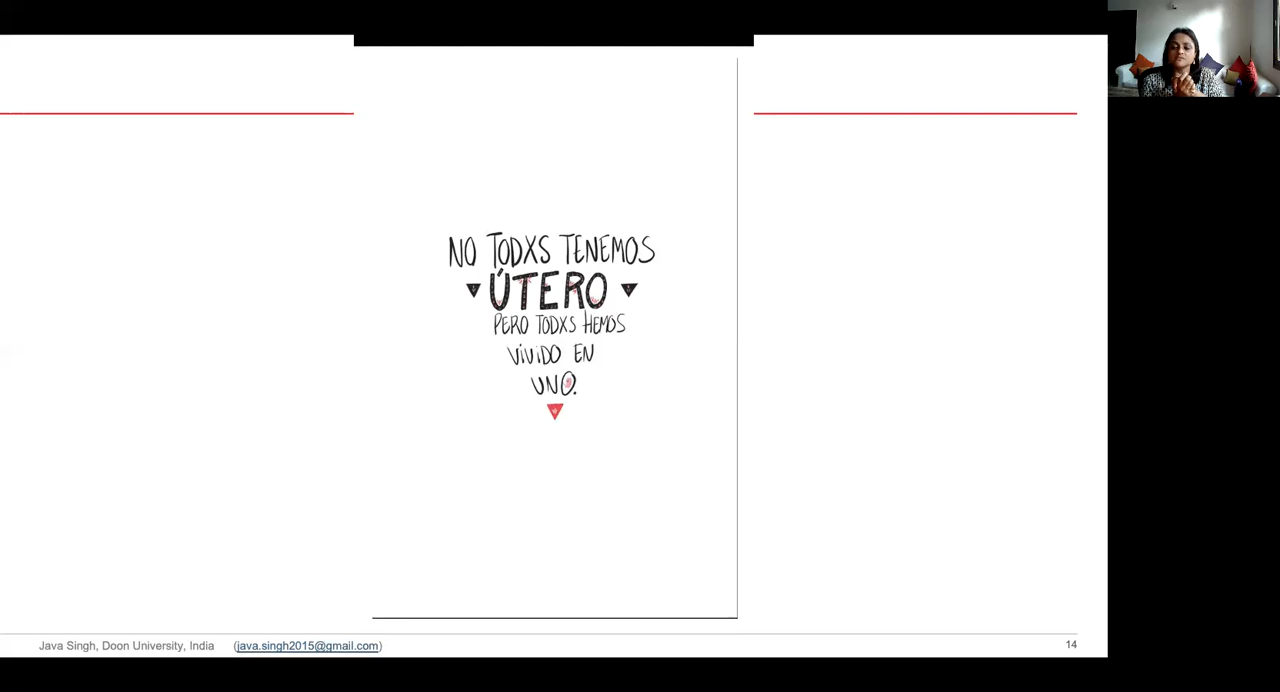 NO TODXS TENEMOS
ÚTERO
PERO TODXS HEMOS
ViViDO EN
UNO.
Java Singh, Doon University, India (java.singh2015@gmail.com) 14